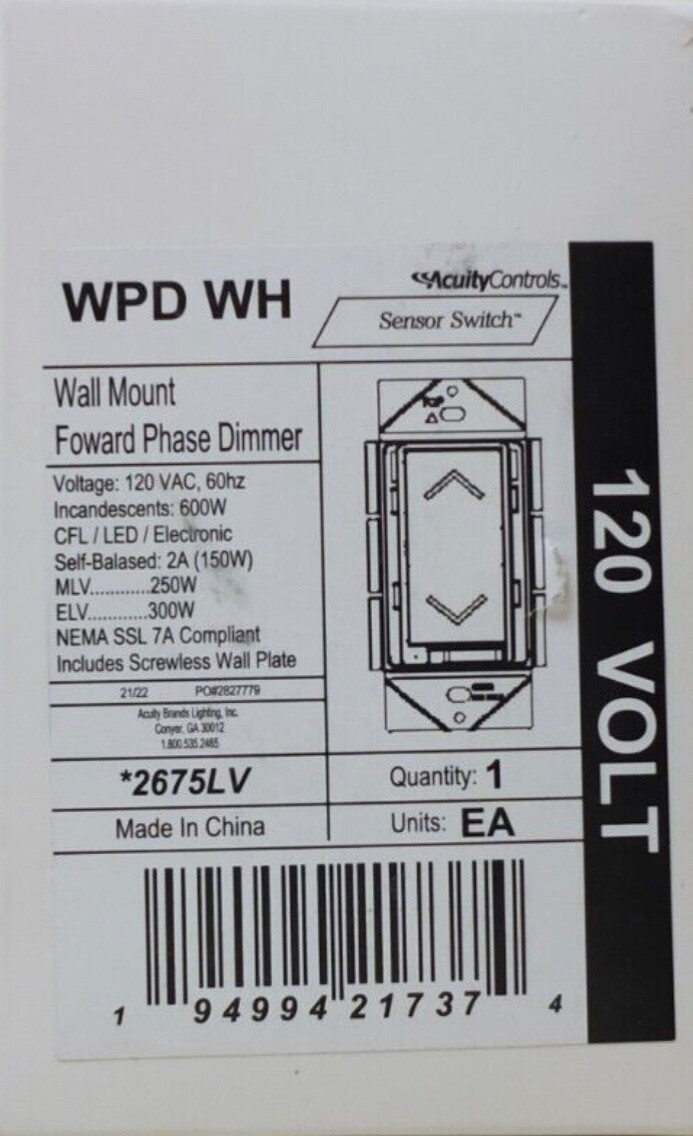 WPD WH
AcuityControls™
Sensor Switch™
Wall Mount
Foward Phase Dimmer
Voltage: 120 VAC, 60hz
Incandescents: 600W
CFL / LED / Electronic
Self-Balased: 2A (150W)
MLV............250W
ELV............300W
NEMA SSL 7A Compliant
Includes Screwless Wall Plate
21/22 PO#2827779
Acuity Brands Lighting, Inc.
Conyer, GA 30012
1.800.535.2465
TOP
*2675LV
Quantity: 1
Made In China
Units: EA
120 VOLT
1 94994 21737 4